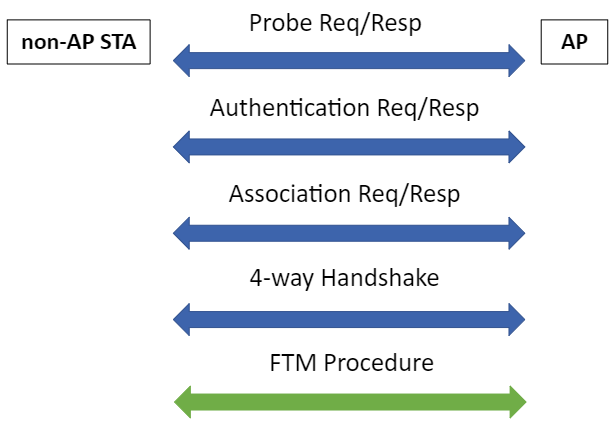 non-AP STA
Probe Req/Resp
AP
Authentication Req/Resp
Association Req/Resp
4-way Handshake
FTM Procedure